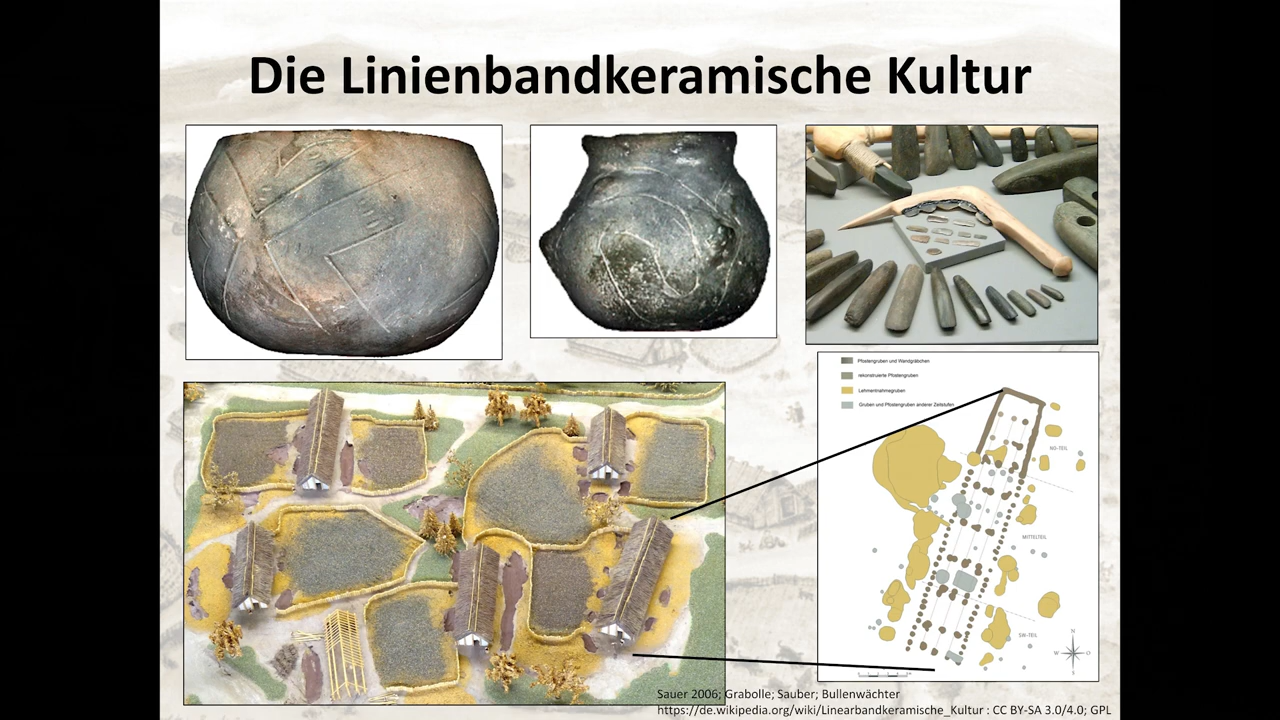 Die Linienbandkeramische Kultur
Pfostengruben und Wandgräbchen
rekonstruierte Pfostengruben
Lehmentnahmegruben
Gruben und Pfostengruben anderer Zeitstufen
NO-TEIL
MITTELTEIL
SW-TEIL
N
W O
S
Sauer 2006; Grabolle; Sauber; Bullenwächter
https://de.wikipedia.org/wiki/Linearbandkeramische_Kultur : CC BY-SA 3.0/4.0; GPL